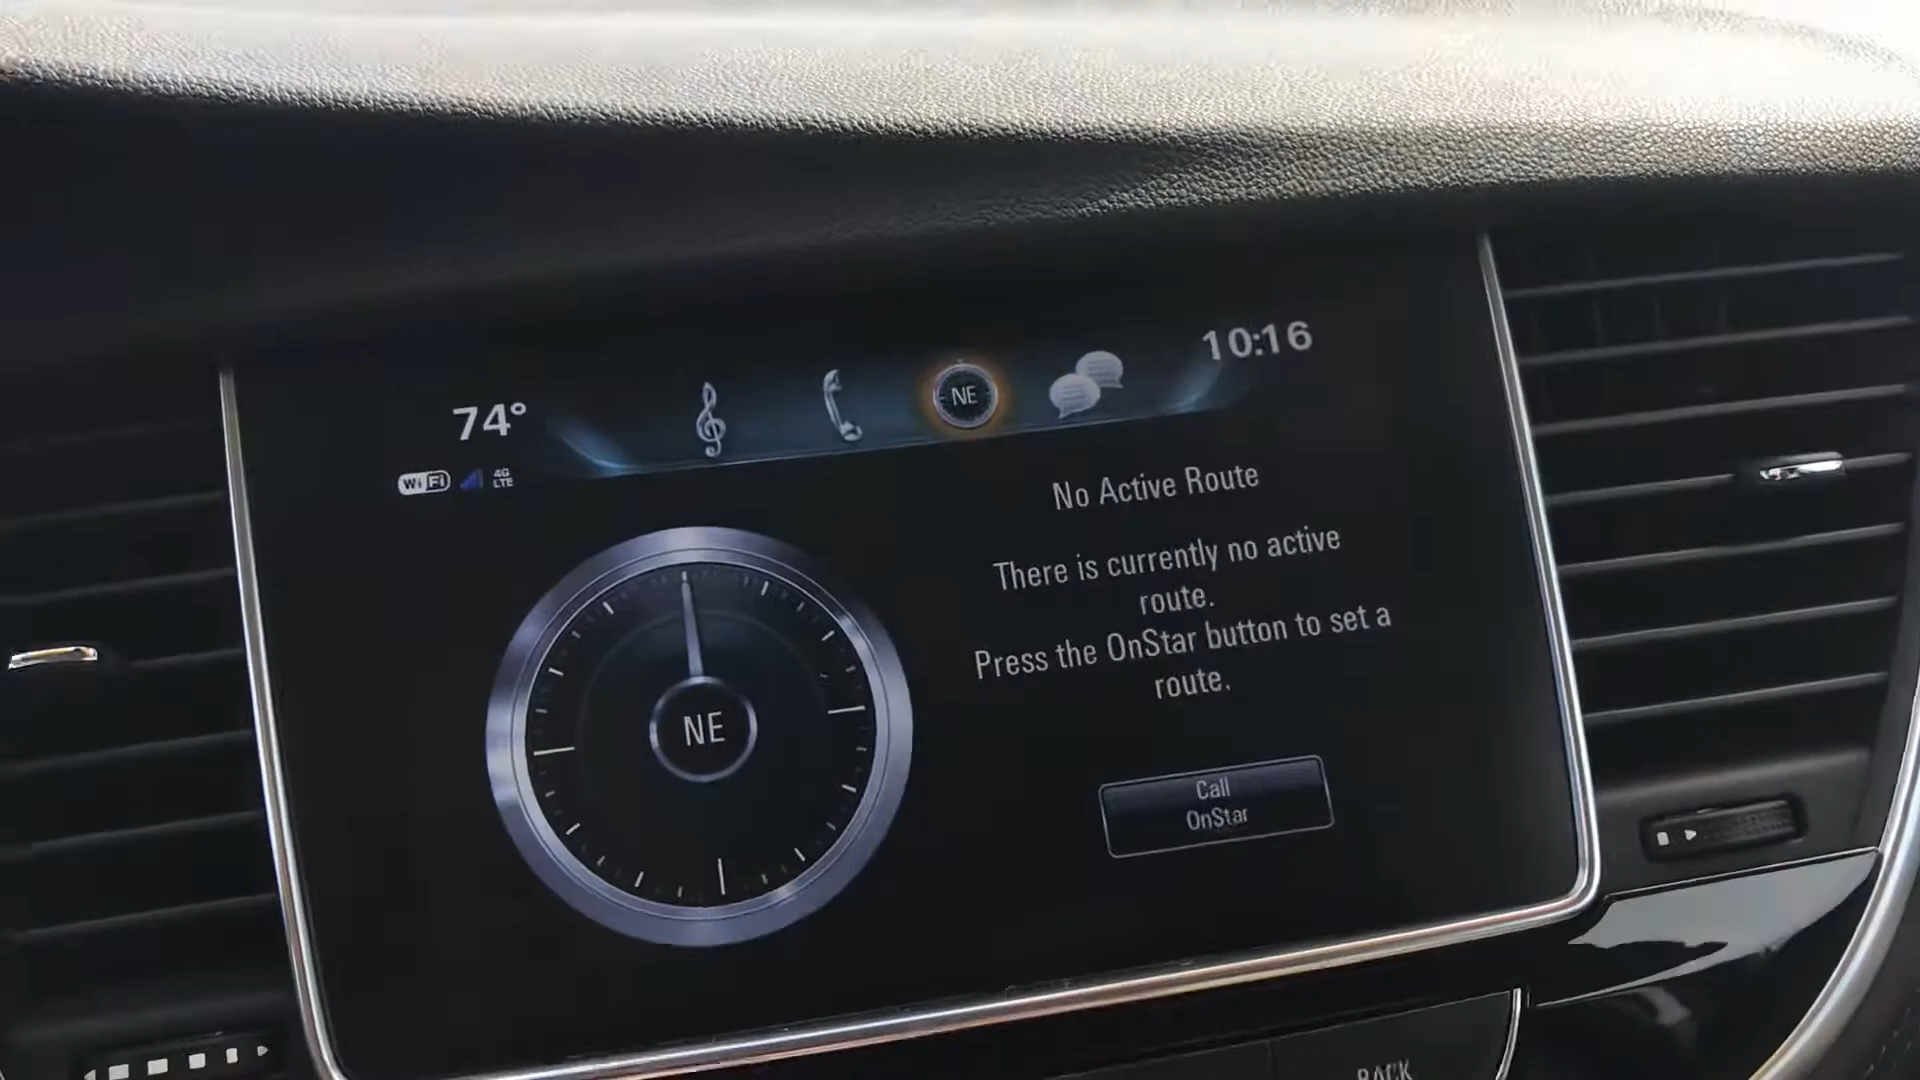 74°
NE
10:16
WiFi
4G
LTE
No Active Route
There is currently no active
route.
Press the OnStar button to set a
route.
NE
Call
OnStar
BACK